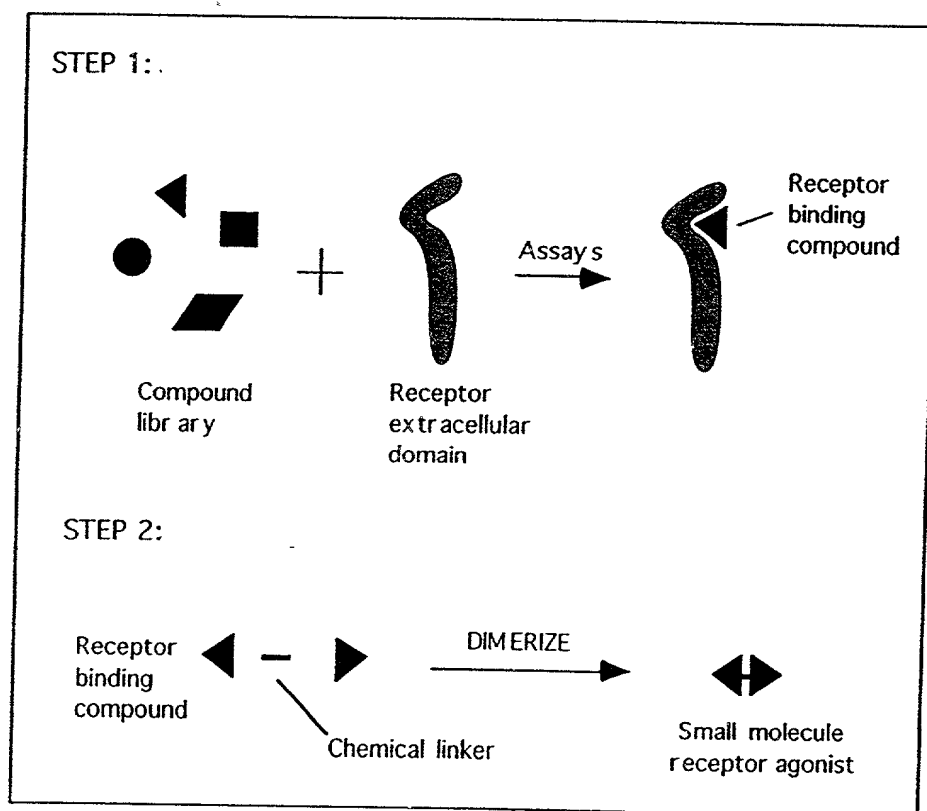 STEP 1:
Receptor
binding
compound
Assays
Compound
library
Receptor
extracellular
domain
STEP 2:
Receptor
binding
compound
DIMERIZE
Chemical linker
Small molecule
receptor agonist